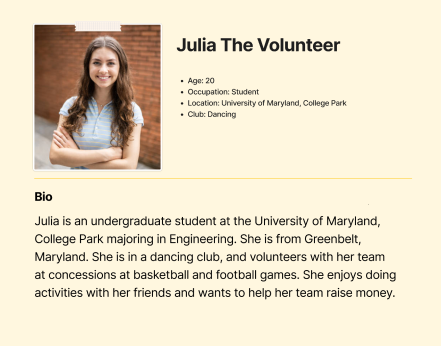 Julia The Volunteer
• Age: 20
• Occupation: Student
• Location: University of Maryland, College Park
• Club: Dancing
Bio
Julia is an undergraduate student at the University of Maryland,
College Park majoring in Engineering. She is from Greenbelt,
Maryland. She is in a dancing club, and volunteers with her team
at concessions at basketball and football games. She enjoys doing
activities with her friends and wants to help her team raise money.